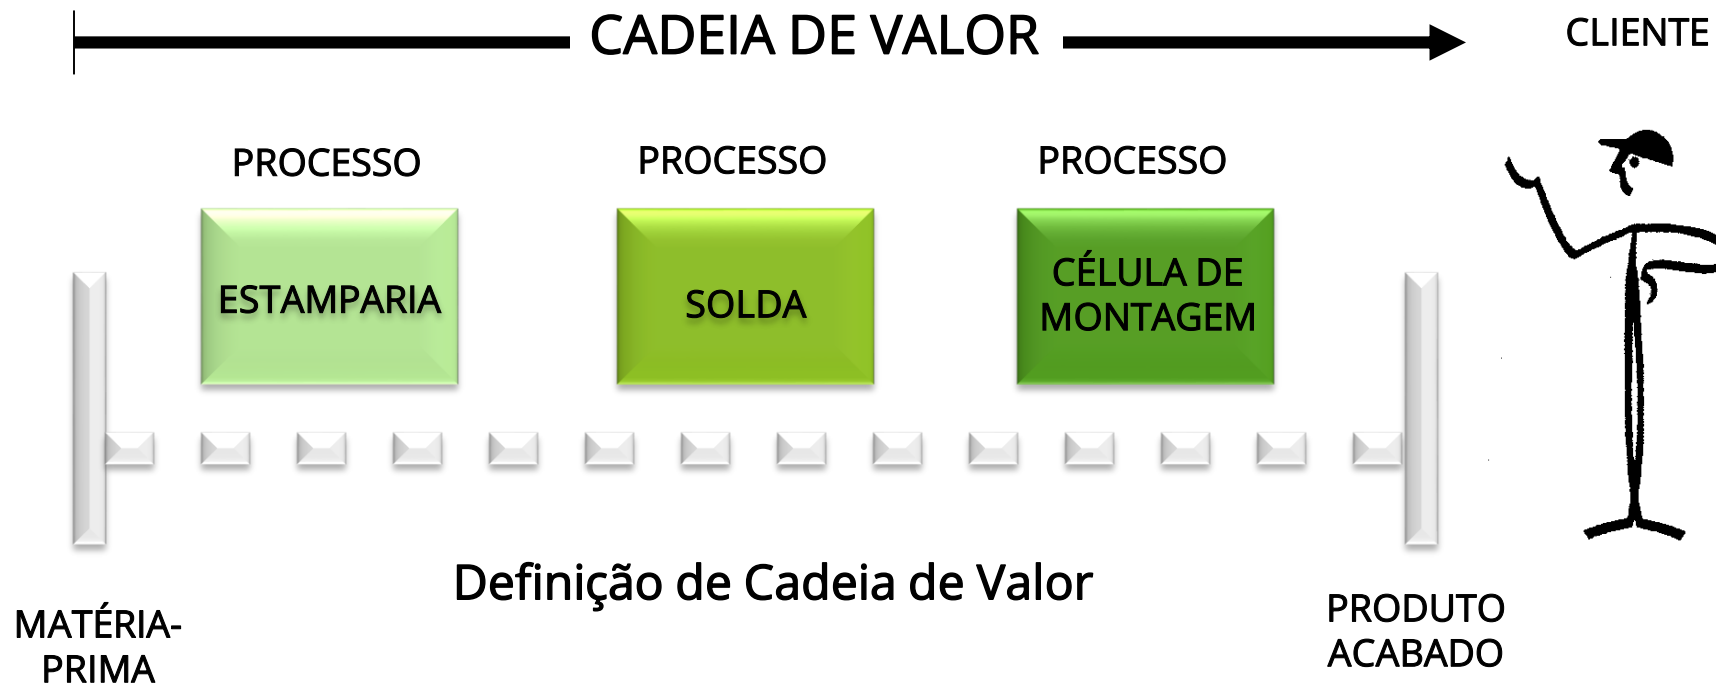 CADEIA DE VALOR
CLIENTE
PROCESSO
PROCESSO
PROCESSO
ESTAMPARIA
SOLDA
CÉLULA DE
MONTAGEM
Definição de Cadeia de Valor
MATÉRIA-
PRIMA
PRODUTO
ACABADO